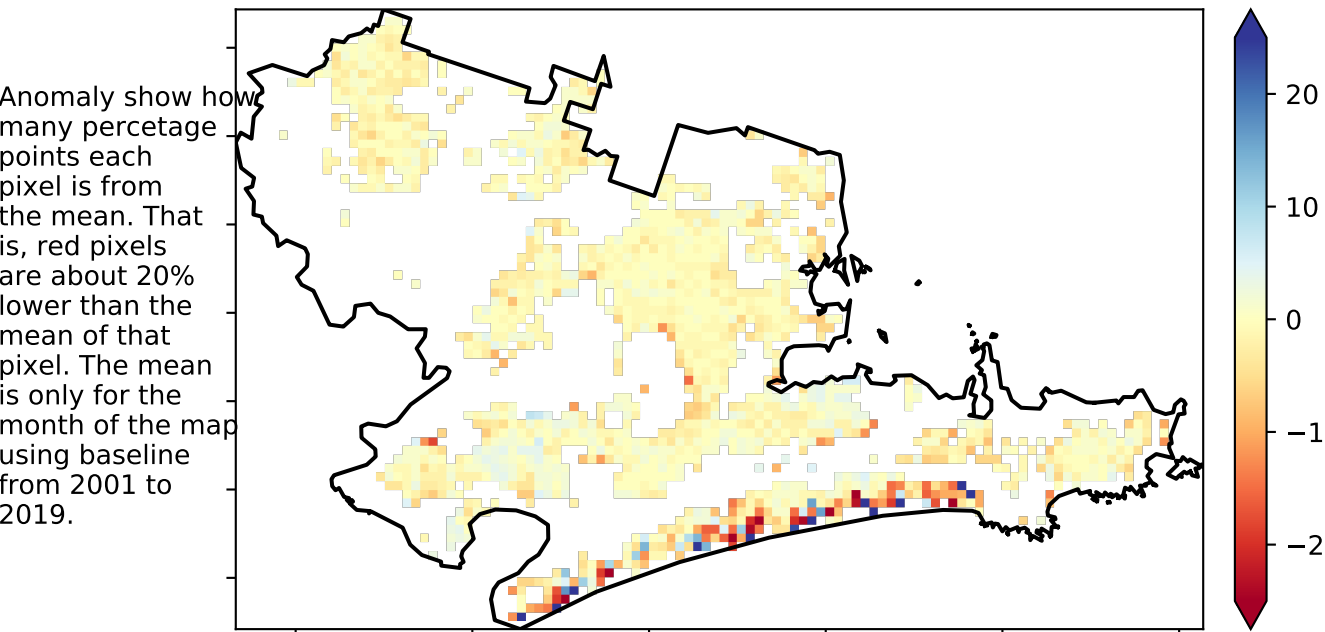 Anomaly show how
many percetage
points each
pixel is from
the mean. That
is, red pixels
are about 20%
lower than the
mean of that
pixel. The mean
is only for the
month of the map
using baseline
from 2001 to
2019.
20
10
0
−1
−2